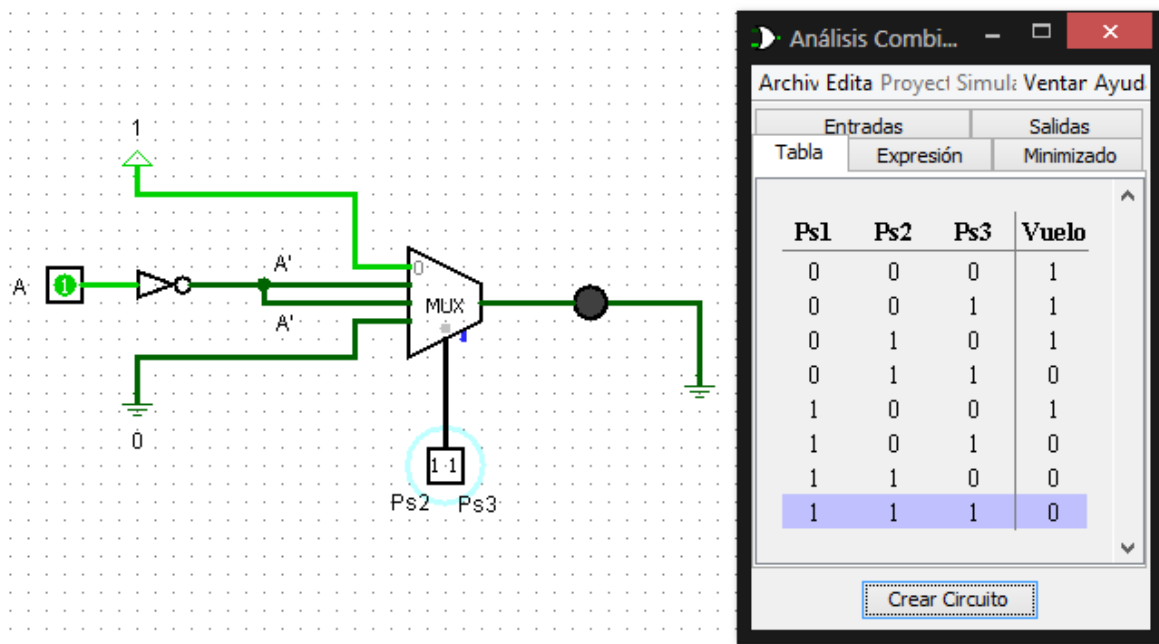 1
A
1
A'
A'
0
MUX
0
1 1
Ps2 Ps3
Análisis Combi...
Archiv Edita Proyect Simula Ventar Ayud
Entradas Salidas
Tabla Expresión Minimizado
Ps1 Ps2 Ps3 Vuelo
0 0 0 1
0 0 1 1
0 1 0 1
0 1 1 0
1 0 0 1
1 0 1 0
1 1 0 0
1 1 1 0
Crear Circuito